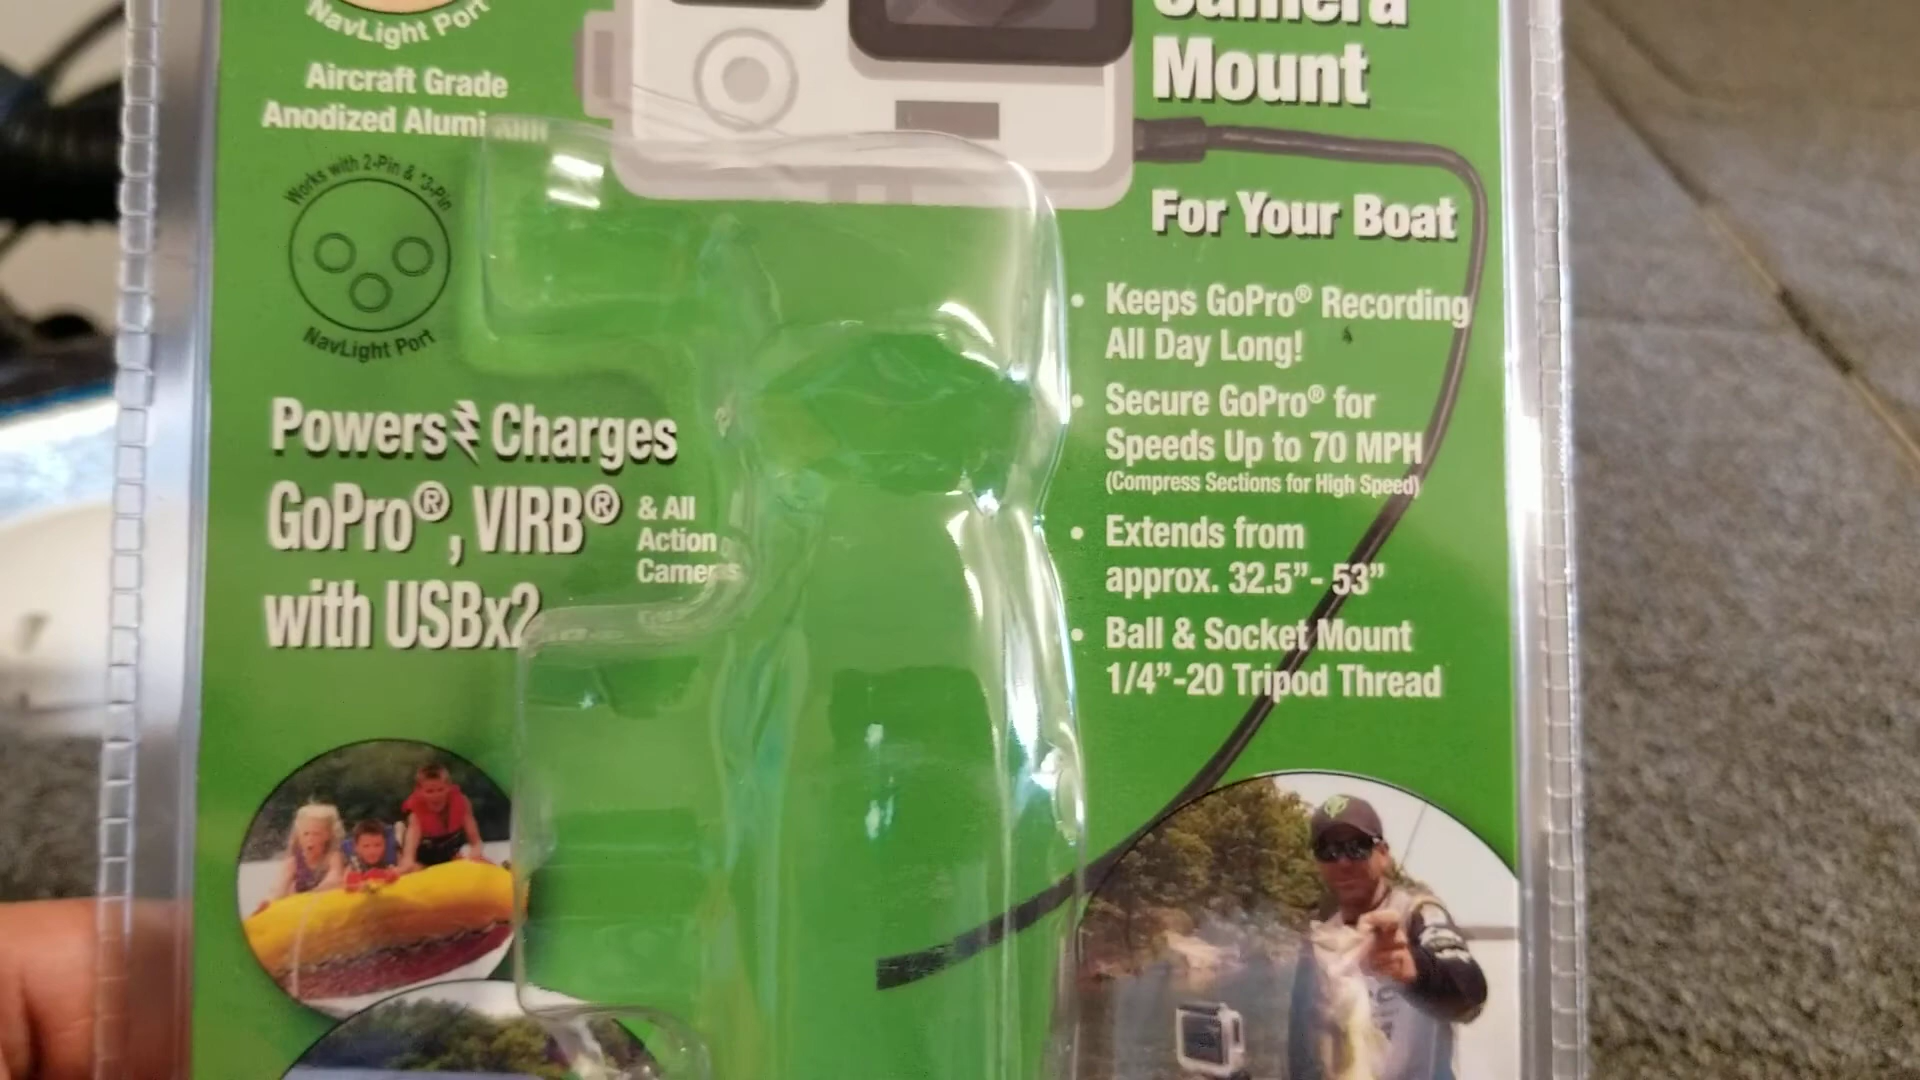 NavLight Port
Aircraft Grade
Anodized Aluminum
Works with 2-Pin & *3-Pin
NavLight Port
Powers Charges
GoPro®, VIRB® & All
Action
Cameras
with USBx2
Camera
Mount
For Your Boat
• Keeps GoPro® Recording
All Day Long!
• Secure GoPro® for
Speeds Up to 70 MPH
(Compress Sections for High Speed)
• Extends from
approx. 32.5”- 53”
• Ball & Socket Mount
1/4”-20 Tripod Thread